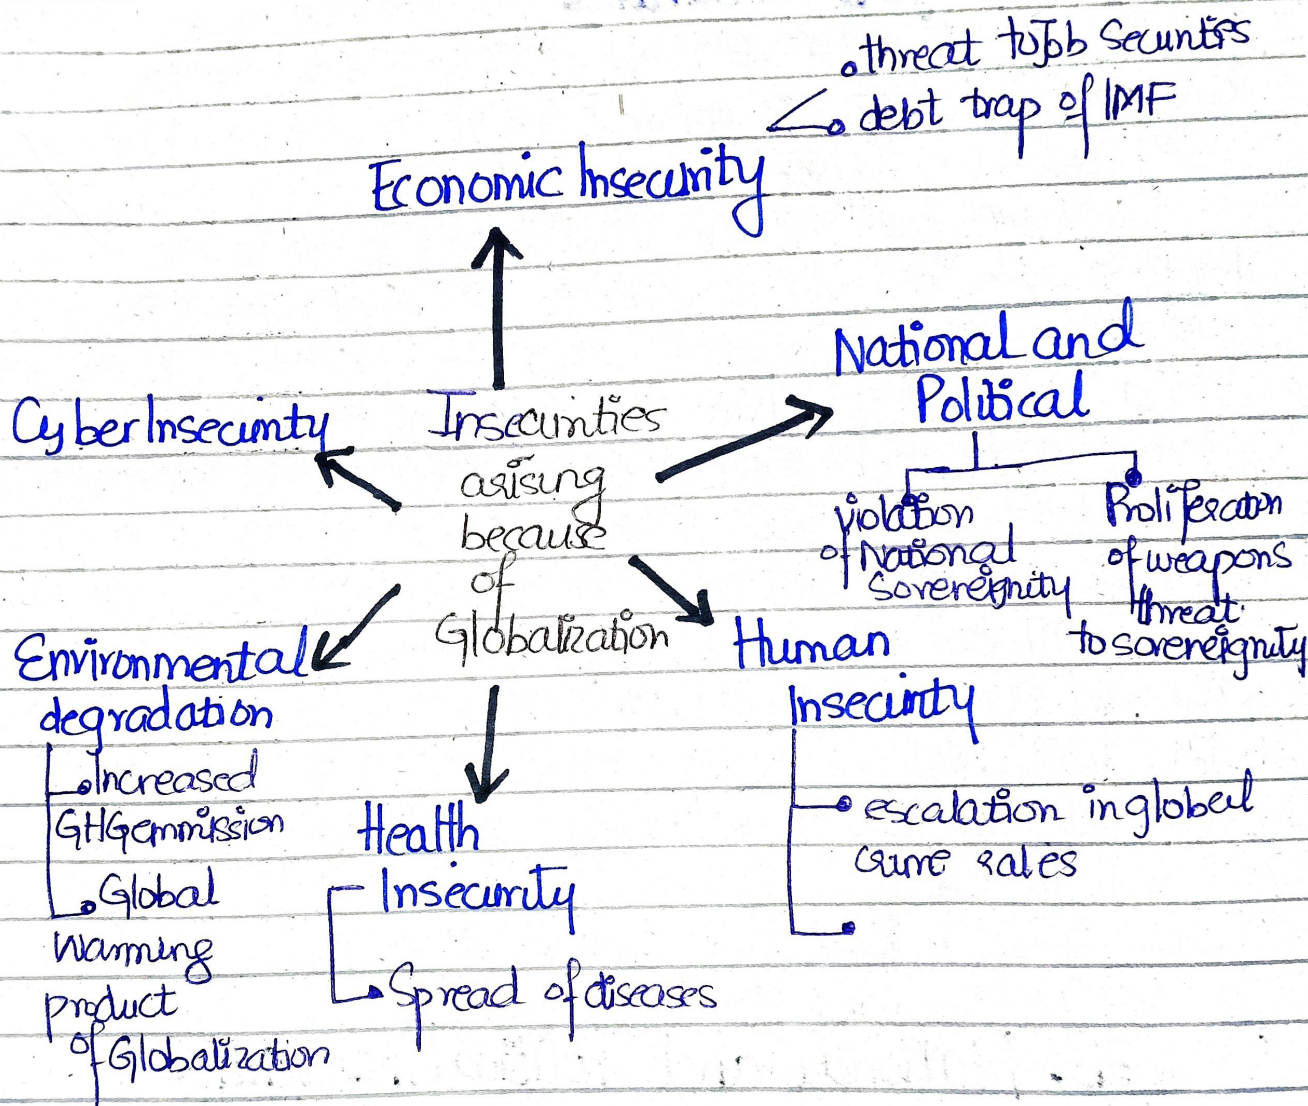 threat to Job Securities
debt trap of IMF
Economic Insecurity
National and
Political
violation
of National
Sovereignity
Proliferation
of weapons
threat
to sovereignity
Cyber Insecurity
Insecurities
arising
because
of
Globalization
Human
Insecurity
escalation in global
crime rates
Environmental
degradation
Increased
GHG emmission
Global
Warming
product
of Globalization
Health
Insecurity
Spread of diseases